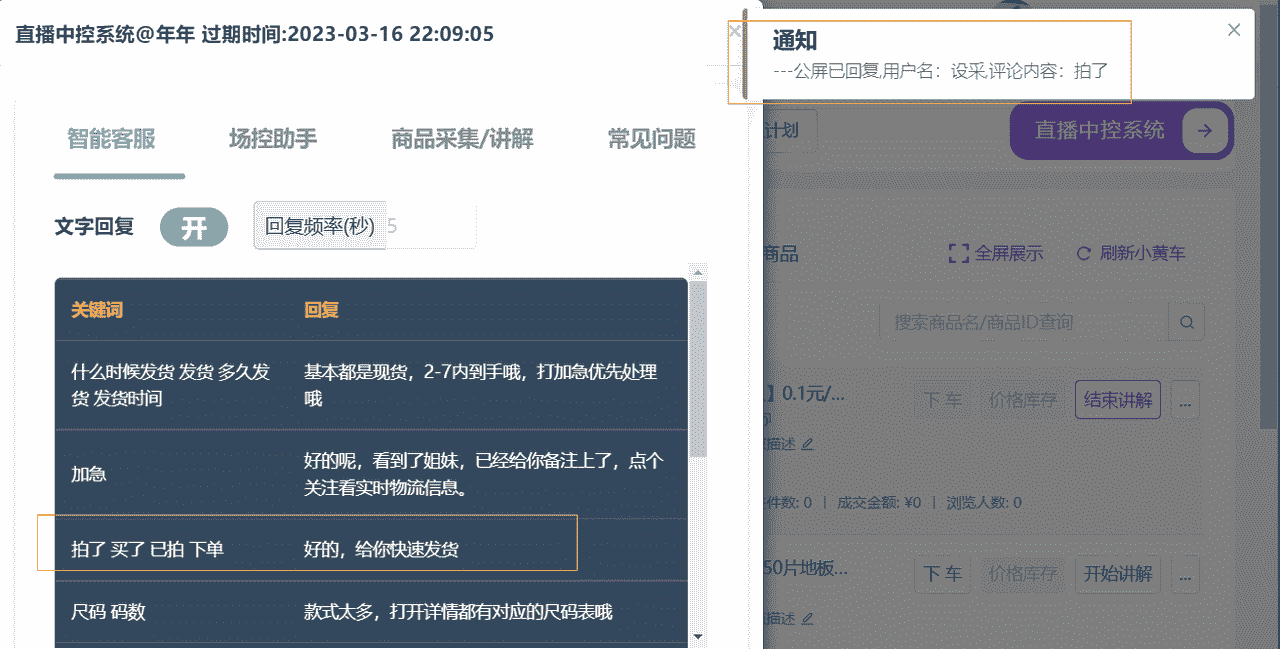 直播中控系统@年年 过期时间:2023-03-16 22:09:05
通知
---公屏已回复,用户名：设采,评论内容：拍了
智能客服 场控助手 商品采集/讲解 常见问题
计划
直播中控系统
文字回复 开 回复频率(秒) 5
商品
全屏展示 刷新小黄车
搜索商品名/商品ID查询
关键词 回复
什么时候发货 发货 多久发
货 发货时间
基本都是现货，2-7内到手哦，打加急优先处理
哦
加急
好的呢，看到了姐妹，已经给你备注上了，点个
关注看实时物流信息。
拍了 买了 已拍 下单 好的，给你快速发货
尺码 码数 款式太多，打开详情都有对应的尺码表哦
】0.1元/...
下 车 价格库存 结束讲解 ...
描述
件数: 0 | 成交金额: ¥0 | 浏览人数: 0
50片地板...
下 车 价格库存 开始讲解 ...
描述